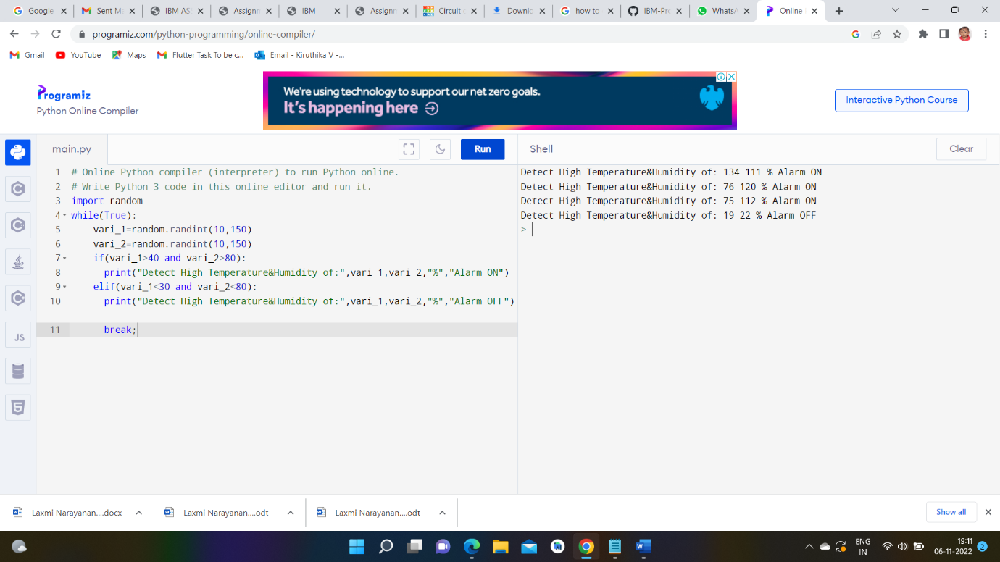 Google
Sent M
IBM AS
Assignm
IBM
Assignm
Circuit
Downlo
how to
IBM-Pro
WhatsA
Online
programiz.com/python-programming/online-compiler/
Gmail
YouTube
Maps
Flutter Task To be c...
Email - Kiruthika V -...
Programiz
Python Online Compiler
We're using technology to support our net zero goals.
It's happening here
Interactive Python Course
main.py
Run
Shell
Clear
1 # Online Python compiler (interpreter) to run Python online.
2 # Write Python 3 code in this online editor and run it.
3 import random
4 while(True):
5 vari_1=random.randint(10,150)
6 vari_2=random.randint(10,150)
7 if(vari_1>40 and vari_2>80):
8 print("Detect High Temperature&Humidity of:",vari_1,vari_2,"%","Alarm ON")
9 elif(vari_1<30 and vari_2<80):
10 print("Detect High Temperature&Humidity of:",vari_1,vari_2,"%","Alarm OFF")
11 break;
Detect High Temperature&Humidity of: 134 111 % Alarm ON
Detect High Temperature&Humidity of: 76 120 % Alarm ON
Detect High Temperature&Humidity of: 75 112 % Alarm ON
Detect High Temperature&Humidity of: 19 22 % Alarm OFF
>
JS
Laxmi Narayanan....docx
Laxmi Narayanan....odt
Laxmi Narayanan....odt
Show all
ENG
IN
19:11
06-11-2022
2